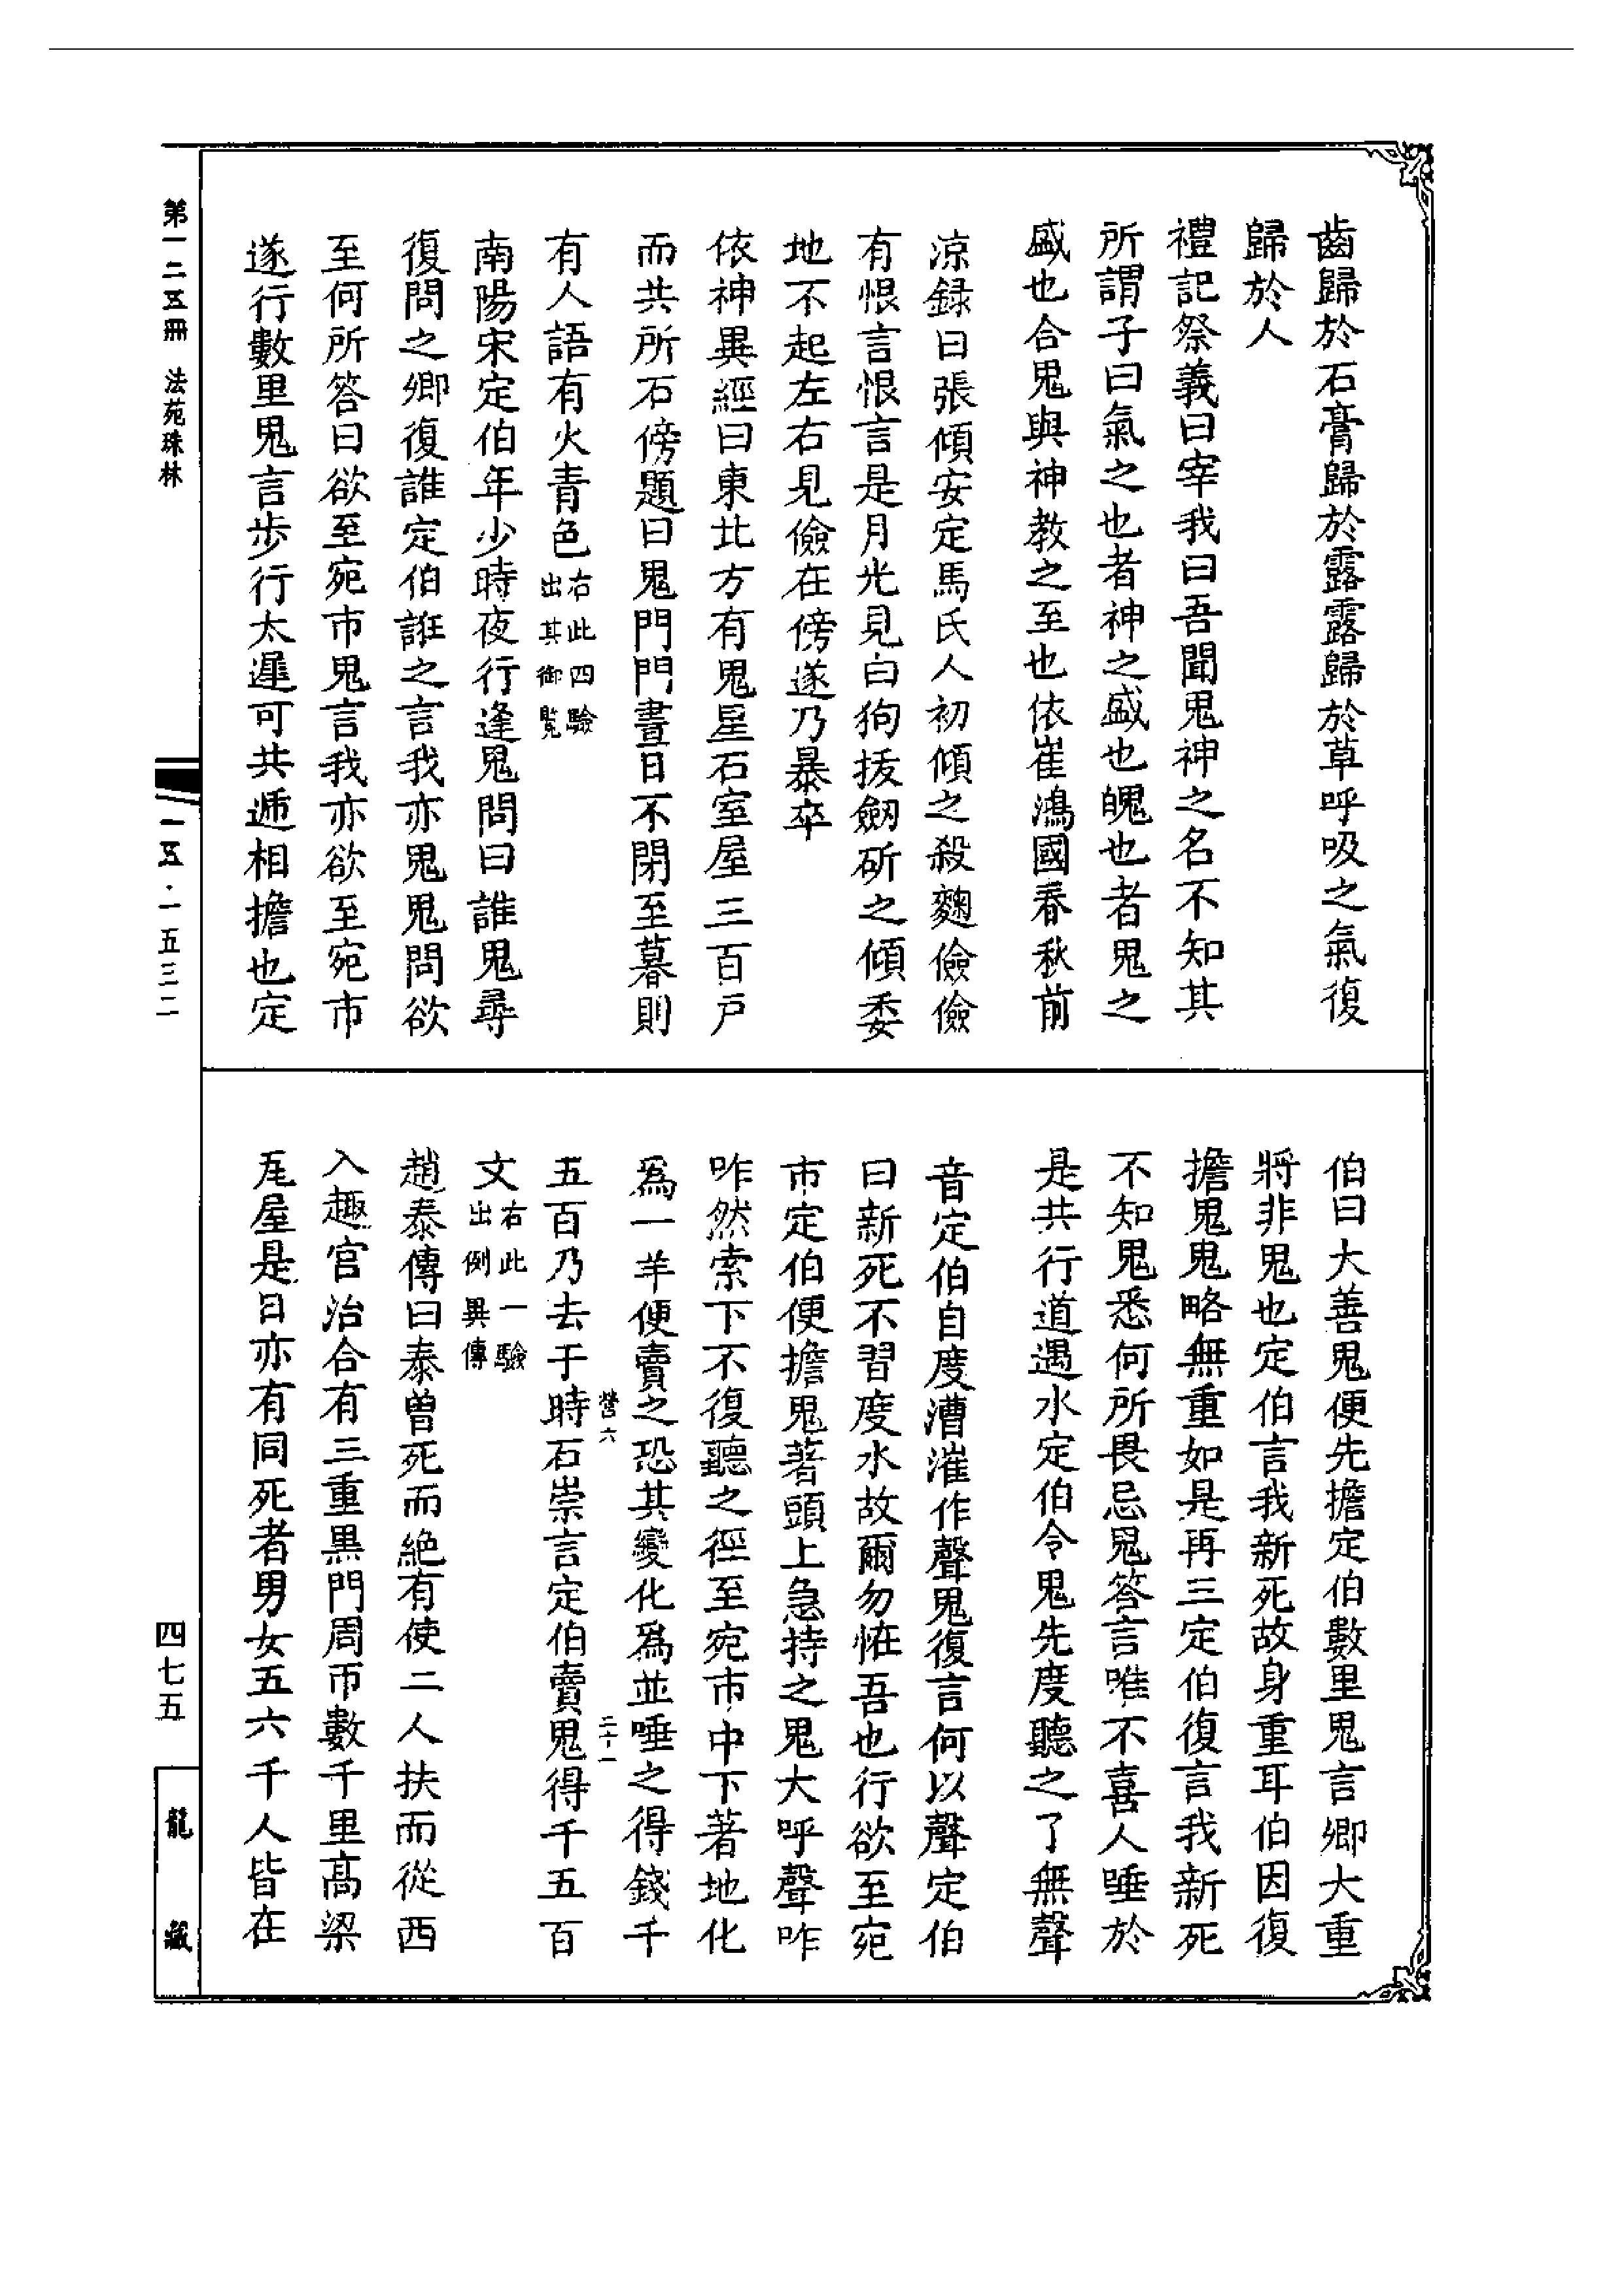 齒歸於石膏歸於露露歸於草呼吸之氣復
歸於人
禮記祭義曰宰我曰吾聞鬼神之名不知其
所謂子曰氣之也者神之盛也魄也者鬼之
盛也合鬼與神教之至也依崔鴻國春秋前
涼録曰張傾安定馬氏人初傾之殺麴儉儉
有恨言恨言是月光見白狗拔劒斫之傾委
地不起左右見儉在傍遂乃暴卒
依神異經曰東北方有鬼星石室屋三百户
而共所石傍題曰鬼門門晝日不閉至暮則
有人語有火青色右此四驗出其御覧
南陽宋定伯年少時夜行逢鬼問曰誰鬼尋
復問之卿復誰定伯誑之言我亦鬼鬼問欲
至何所答曰欲至宛市鬼言我亦欲至宛市
遂行數里鬼言步行太遲可共遞相擔也定
伯曰大善鬼便先擔定伯數里鬼言卿大重
將非鬼也定伯言我新死故身重耳伯因復
擔鬼鬼略無重如是再三定伯復言我新死
不知鬼悉何所畏忌鬼答言唯不喜人唾於
是共行道遇水定伯令鬼先度聽之了無聲
音定伯自度漕漼作聲鬼復言何以聲定伯
曰新死不習度水故爾勿恠吾也行欲至宛
市定伯便擔鬼著頭上急持之鬼大呼聲咋
咋然索下不復聽之徑至宛市中下著地化
爲一羊便賣之恐其變化爲並唾之得錢千
營六
二十一
五百乃去于時石崇言定伯賣鬼得千五百
文右此一驗出例異傳
趙泰傳曰泰曾死而絶有使二人扶而從西
入趣宫治合有三重黒門周帀數千里髙梁
瓦屋是日亦有同死者男女五六千人皆在
第一二五冊 法苑珠林
一五·一五三二
四七五
龍藏